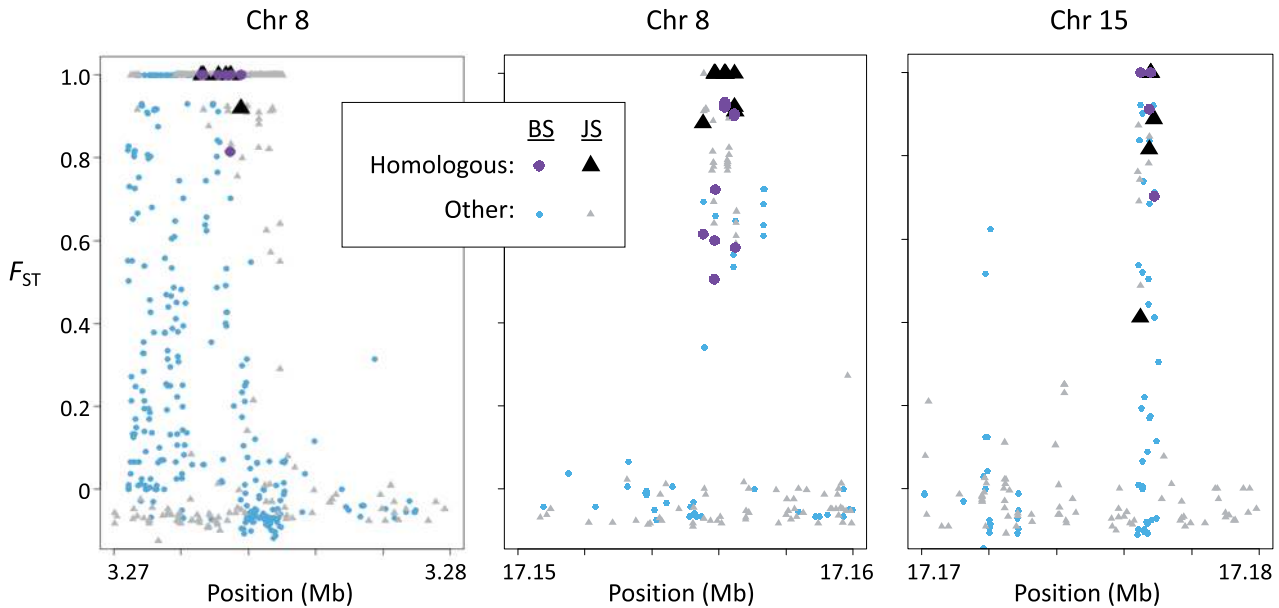 Chr 8
Chr 8
Chr 15
1.0
0.8
0.6
0.4
0.2
0
FST
BS JS
Homologous:
Other:
3.27 3.28
17.15 17.16
17.17 17.18
Position (Mb)
Position (Mb)
Position (Mb)